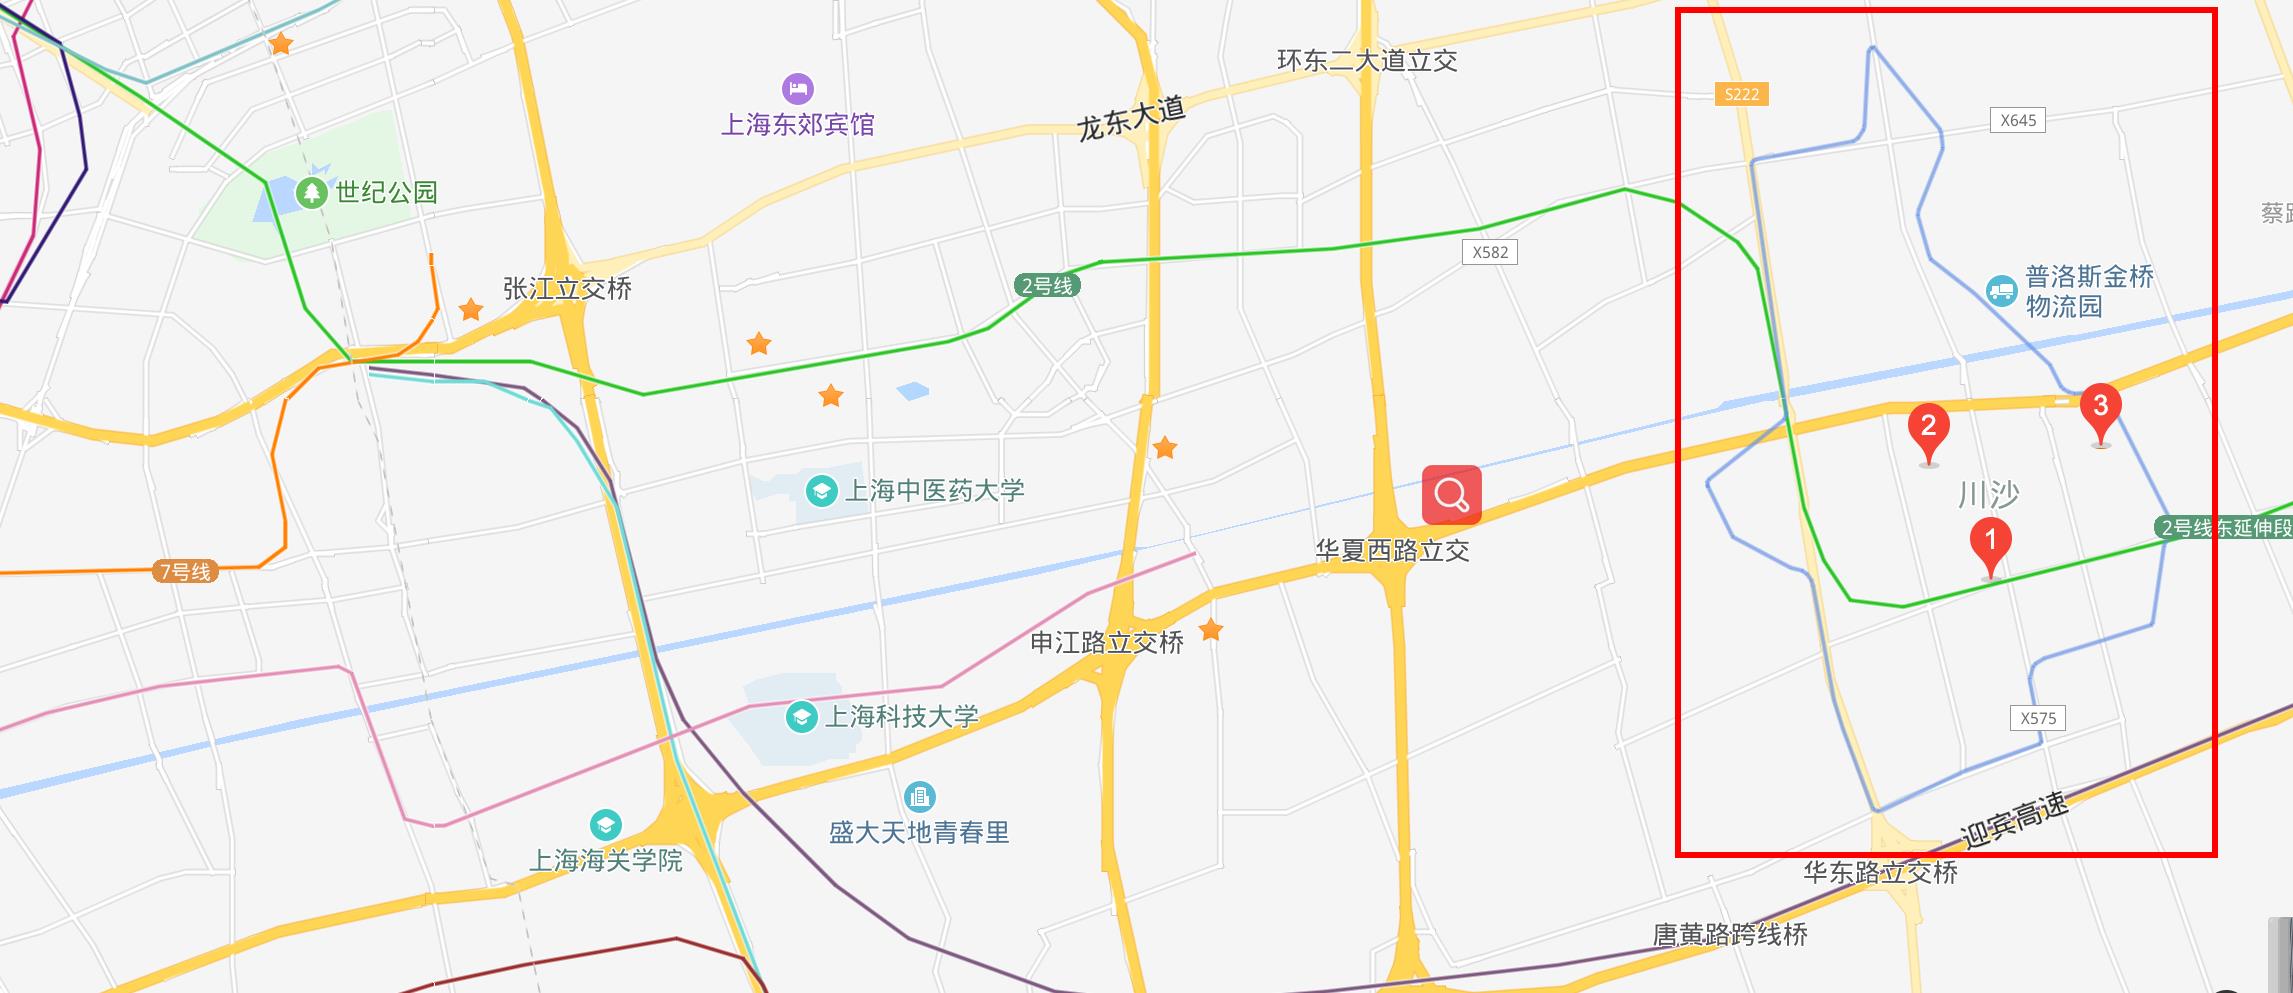 环东二大道立交
S222
上海东郊宾馆
龙东大道
X645
世纪公园
X582
张江立交桥
2号线
普洛斯金桥
物流园
3
2
川沙
上海中医药大学
1
2号线东延伸段
华夏西路立交
7号线
申江路立交桥
上海科技大学
X575
盛大天地青春里
迎宾高速
上海海关学院
华东路立交桥
唐黄路跨线桥